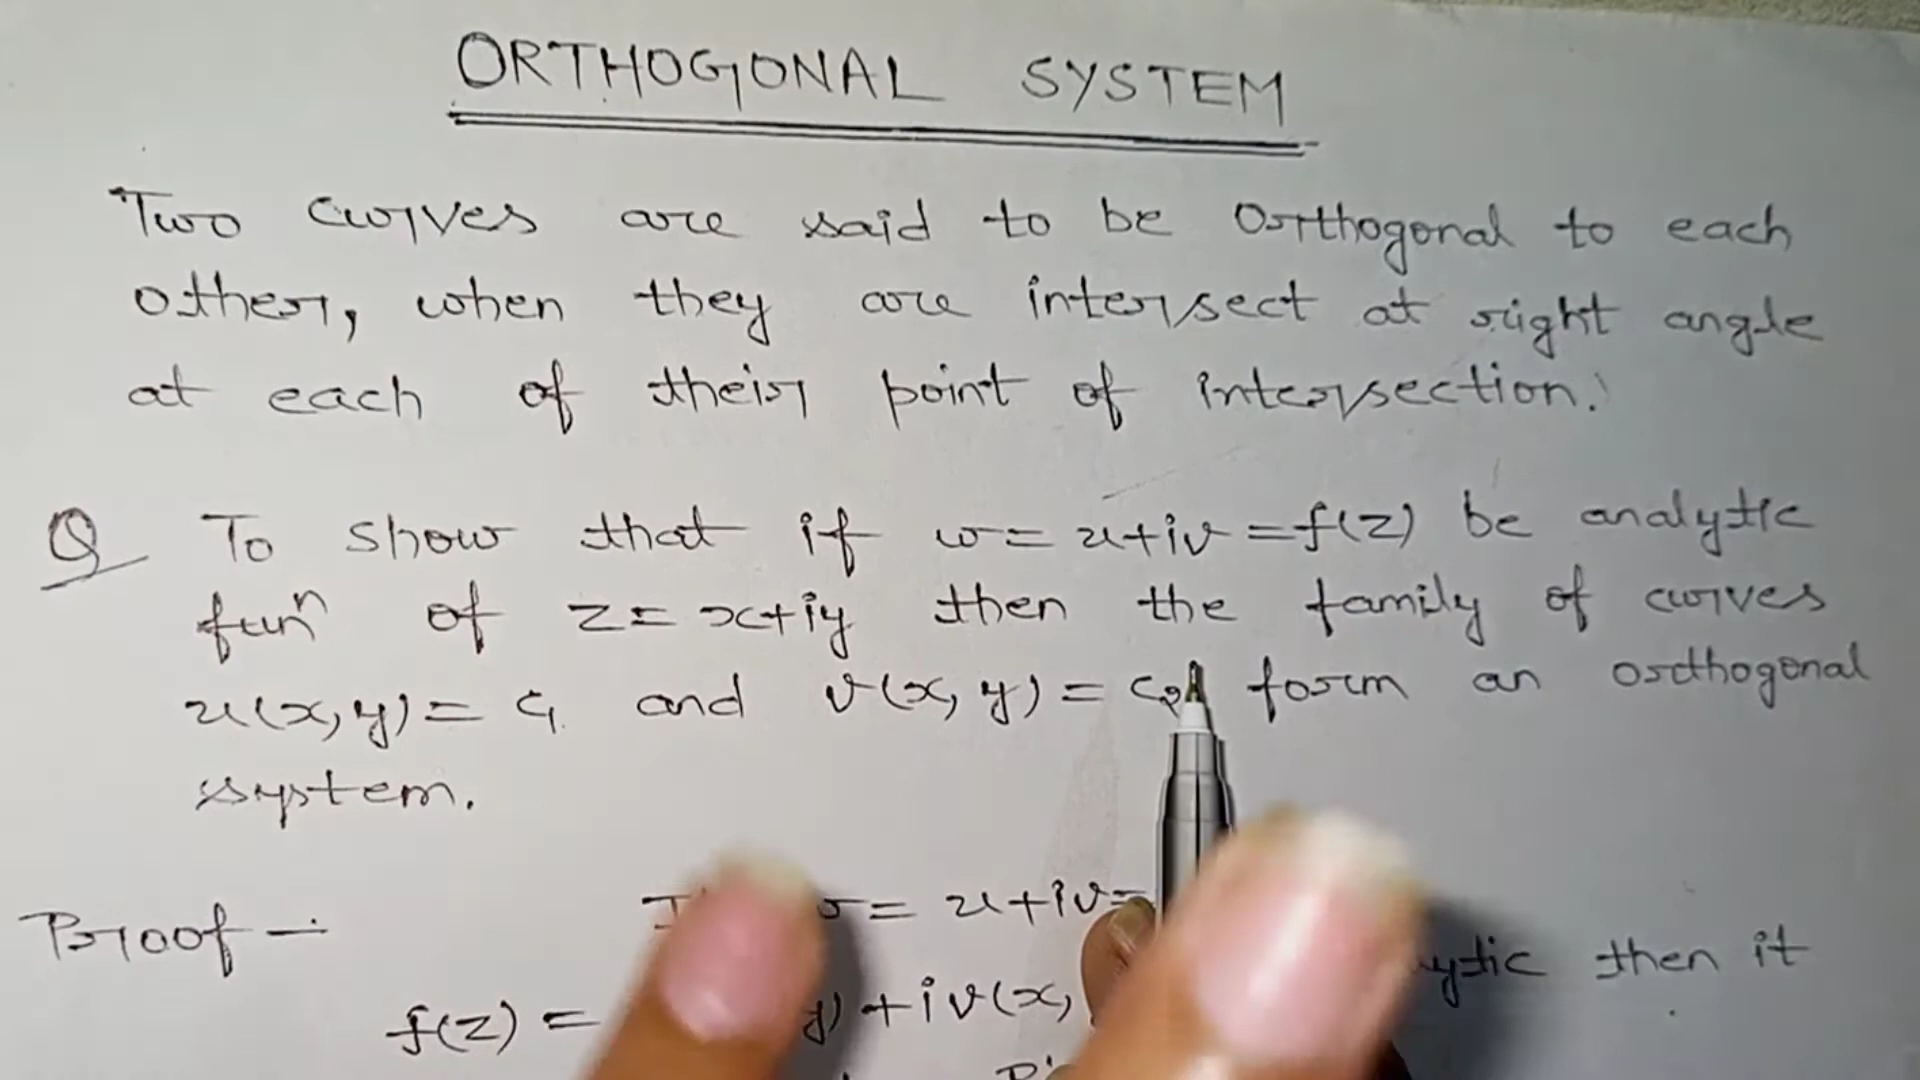 ORTHOGONAL SYSTEM
Two curves are said to be Orthogonal to each
other, when they are intersect at right angle
at each of their point of intersection.
Q To show that if w = u+iv = f(z) be analytic
funⁿ of z = x+iy then the family of curves
u(x, y) = c₁ and v(x, y) = c₂ form an orthogonal
system.
Proof – = u+iv= then it
f(z) = +iv(x,